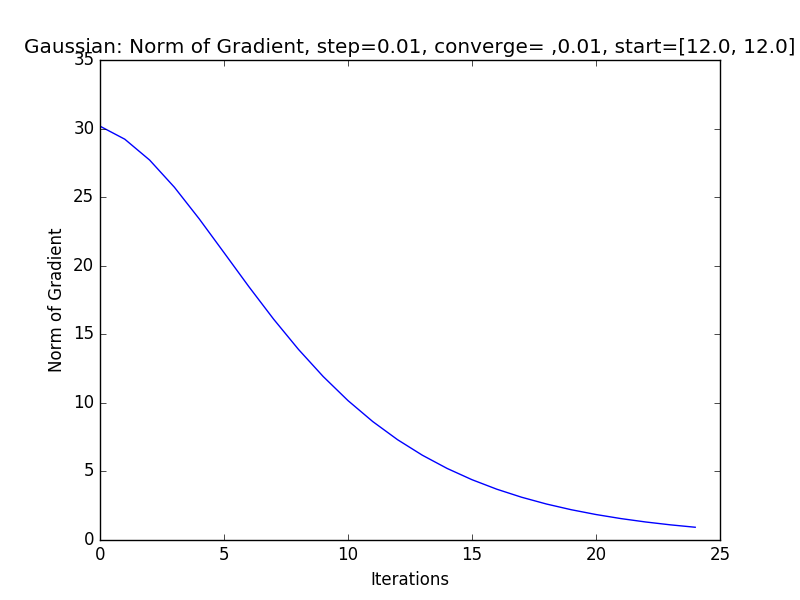 Gaussian: Norm of Gradient, step=0.01, converge= ,0.01, start=[12.0, 12.0]
35
30
25
20
15
10
5
0
Norm of Gradient
0 5 10 15 20 25
Iterations